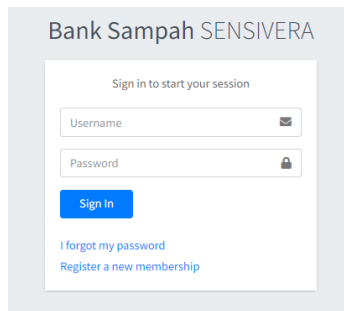 Bank Sampah SENSIVERA
Sign in to start your session
Username
Password
Sign In
I forgot my password
Register a new membership